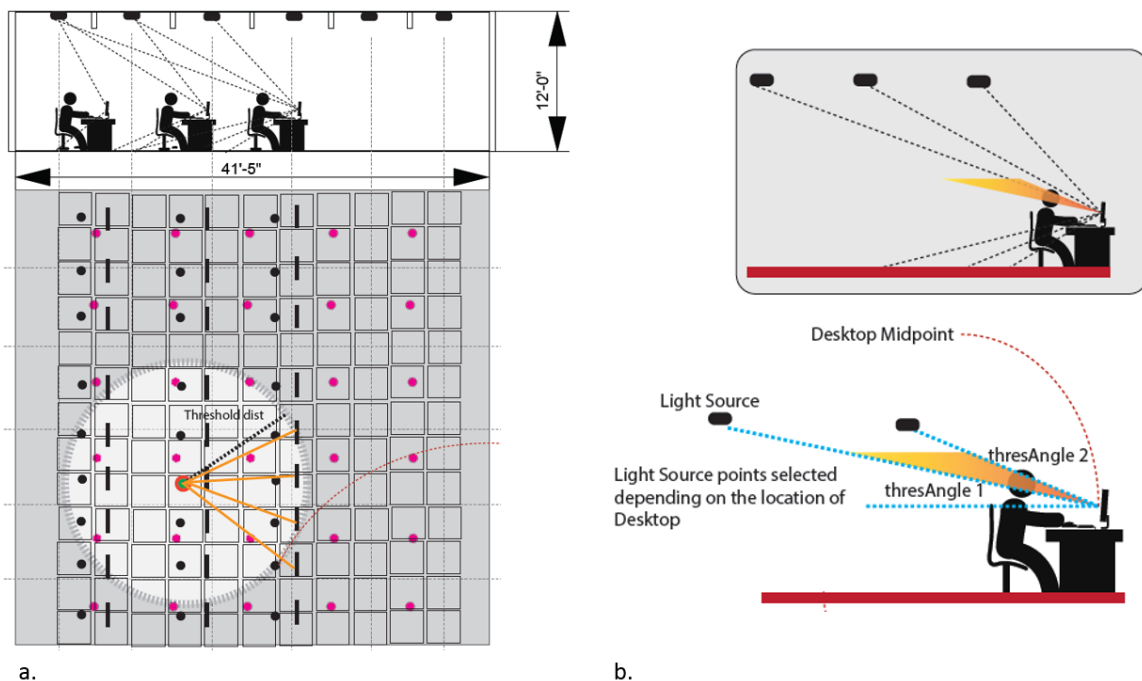 12'-0"
41'-5"
Threshold dist
Desktop Midpoint
Light Source
thresAngle 2
Light Source points selected
depending on the location of
Desktop
thresAngle 1
a.
b.